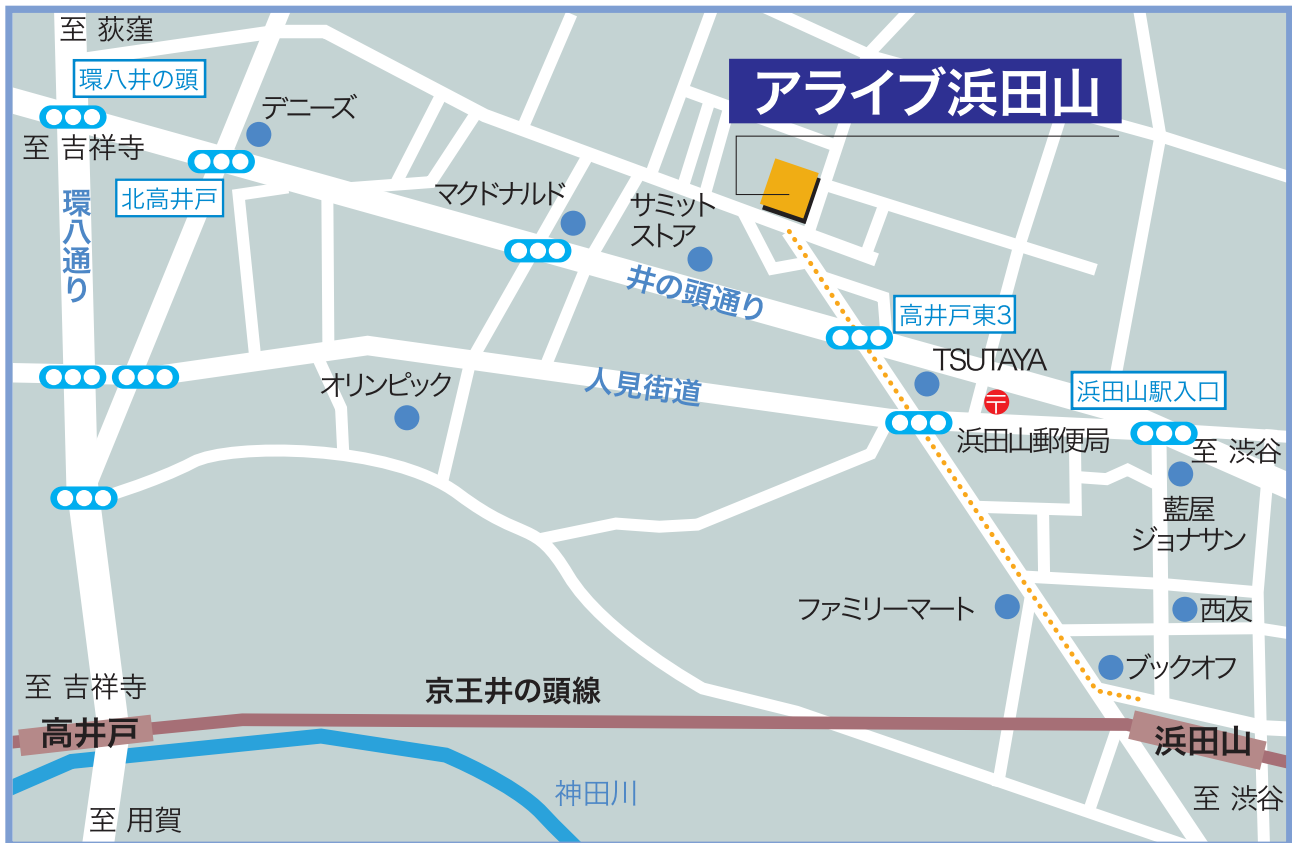 至 荻窪
環八井の頭
アライブ浜田山
デニーズ
至 吉祥寺
北高井戸
マクドナルド
サミット
ストア
環八通り
井の頭通り
高井戸東3
TSUTAYA
オリンピック
人見街道
浜田山駅入口
〒
浜田山郵便局
至 渋谷
藍屋
ジョナサン
ファミリーマート
西友
ブックオフ
至 吉祥寺
京王井の頭線
高井戸
浜田山
神田川
至 渋谷
至 用賀